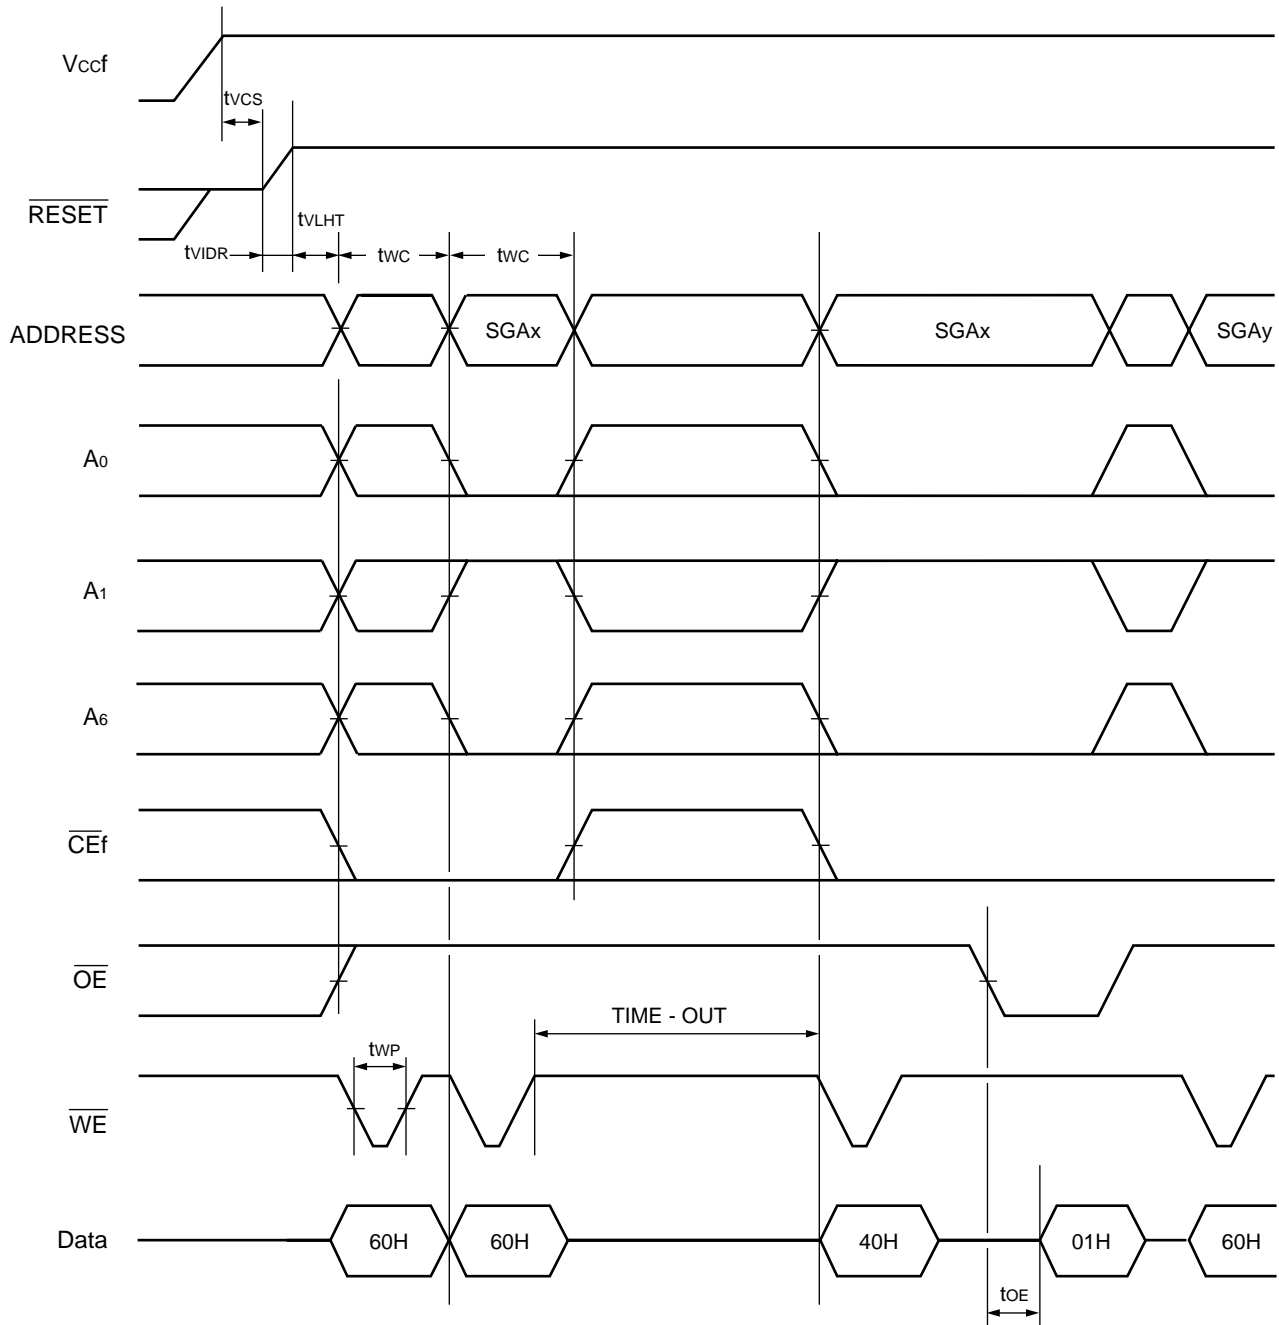 VCCf
tVCS
RESET
tVLHT
tVIDR
tWC
tWC
ADDRESS
SGAx
SGAx
SGAy
A0
A1
A6
CEf
OE
TIME - OUT
tWP
WE
Data
60H
60H
40H
01H
60H
tOE